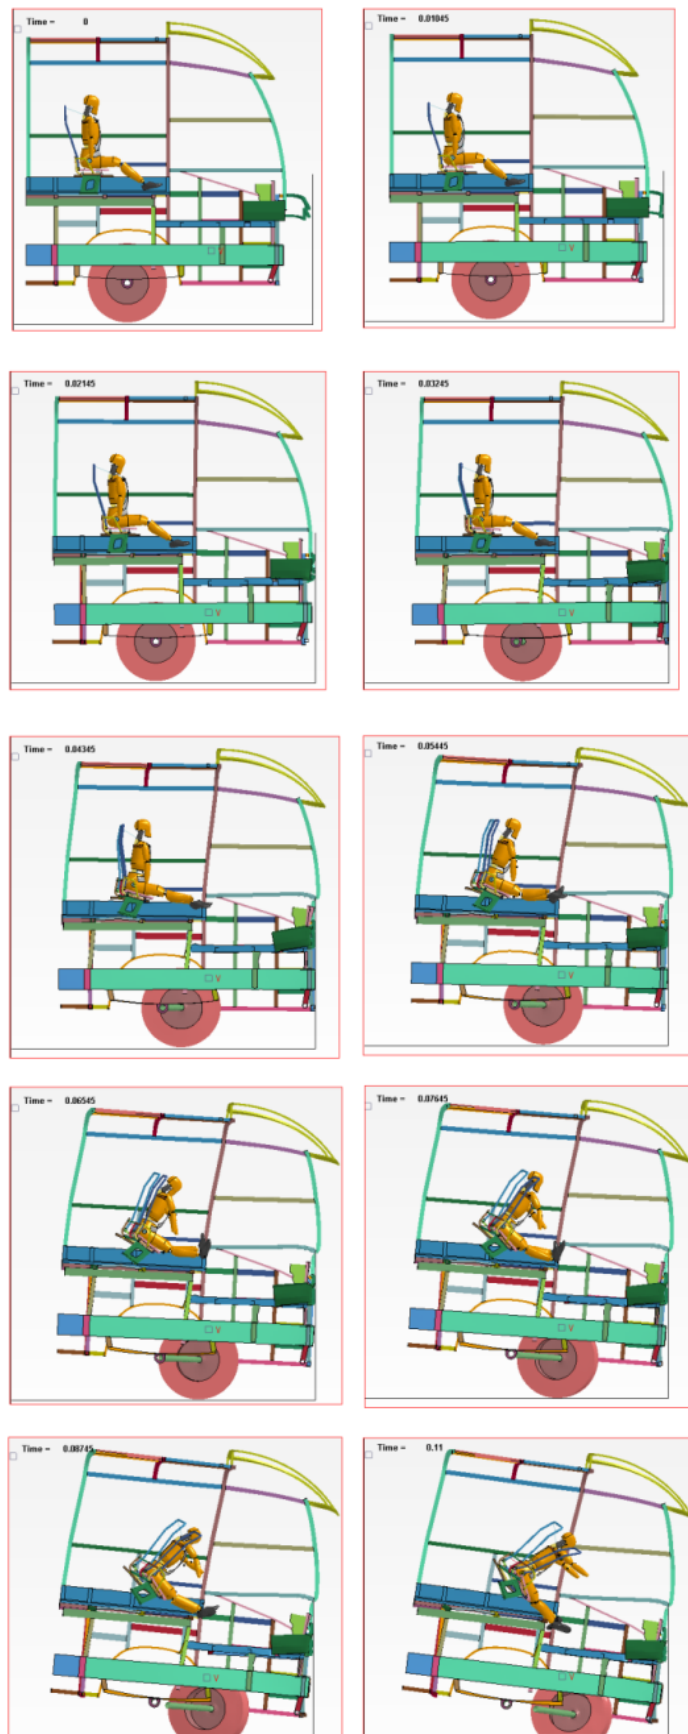 Time = 0
V
Time = 0.01045
V
Time = 0.02145
V
Time = 0.03245
V
Time = 0.04345
V
Time = 0.05445
V
Time = 0.06545
V
Time = 0.07645
V
Time = 0.08745
V
Time = 0.11
V